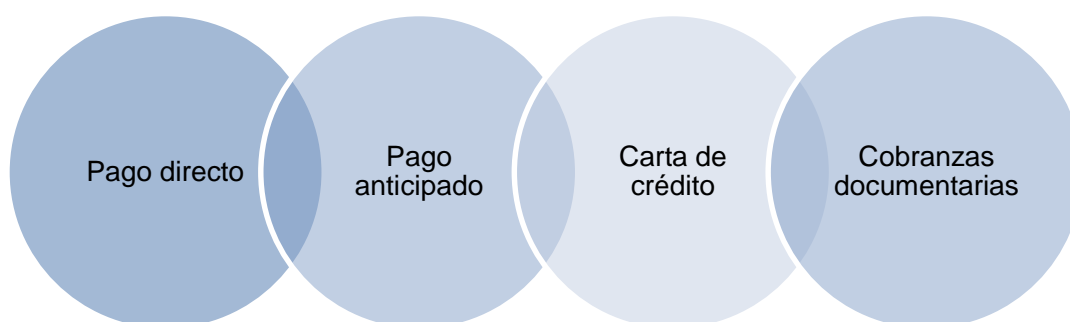 Pago directo
Pago
anticipado
Carta de
crédito
Cobranzas
documentarias